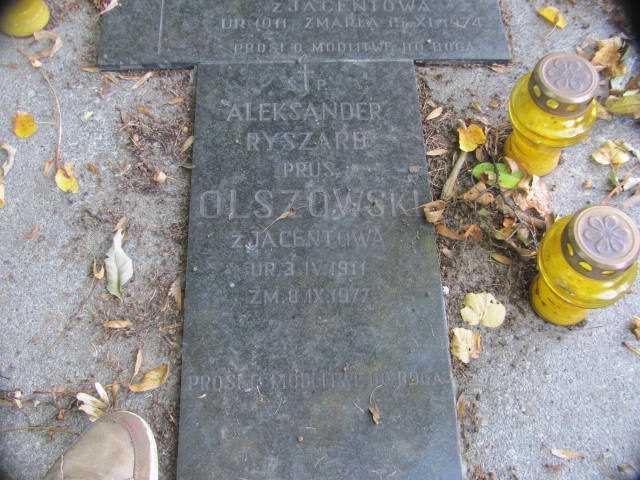 Z JACENTOWA
UR. 1911 ZMARŁA 15.XI.1974
PROSI O MODLITWĘ DO BOGA
Ś † P.
ALEKSANDER
RYSZARD
PRUS
OLSZOWSKI
Z JACENTOWA
UR. 3.IV.1911
ZM. 8.IX.1977
PROSI O MODLITWĘ DO BOGA